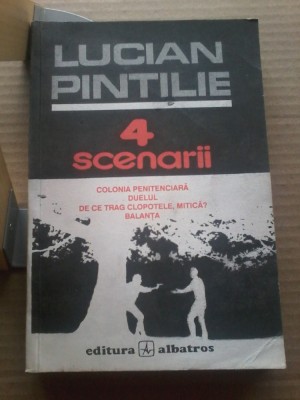 LUCIAN
PINTILIE
4
scenarii
COLONIA PENITENCIARĂ
DUELUL
DE CE TRAG CLOPOTELE, MITICĂ?
BALANȚA
editura albatros